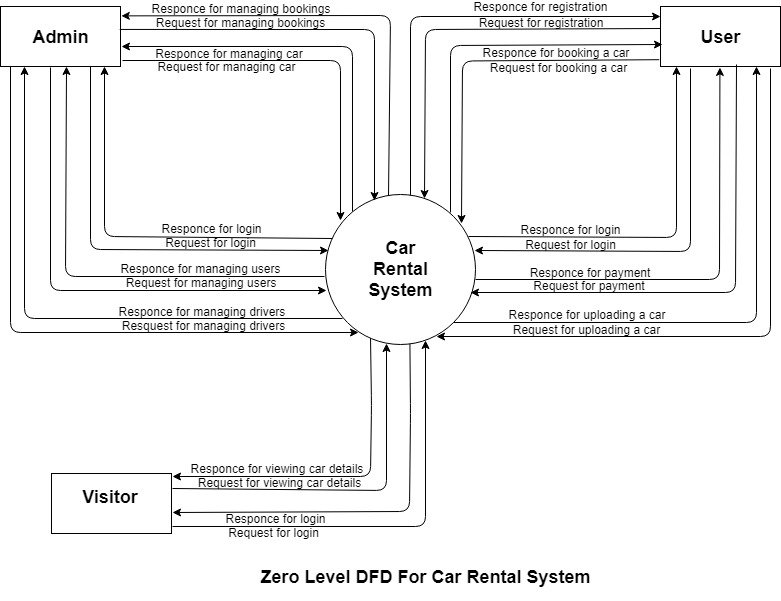 Responce for managing bookings
Request for managing bookings
Admin
Responce for managing car
Request for managing car
Responce for registration
Request for registration
User
Responce for booking a car
Request for booking a car
Responce for login
Request for login
Responce for managing users
Request for managing users
Responce for managing drivers
Resquest for managing drivers
Car
Rental
System
Responce for login
Request for login
Responce for payment
Request for payment
Responce for uploading a car
Request for uploading a car
Visitor
Responce for viewing car details
Request for viewing car details
Responce for login
Request for login
Zero Level DFD For Car Rental System